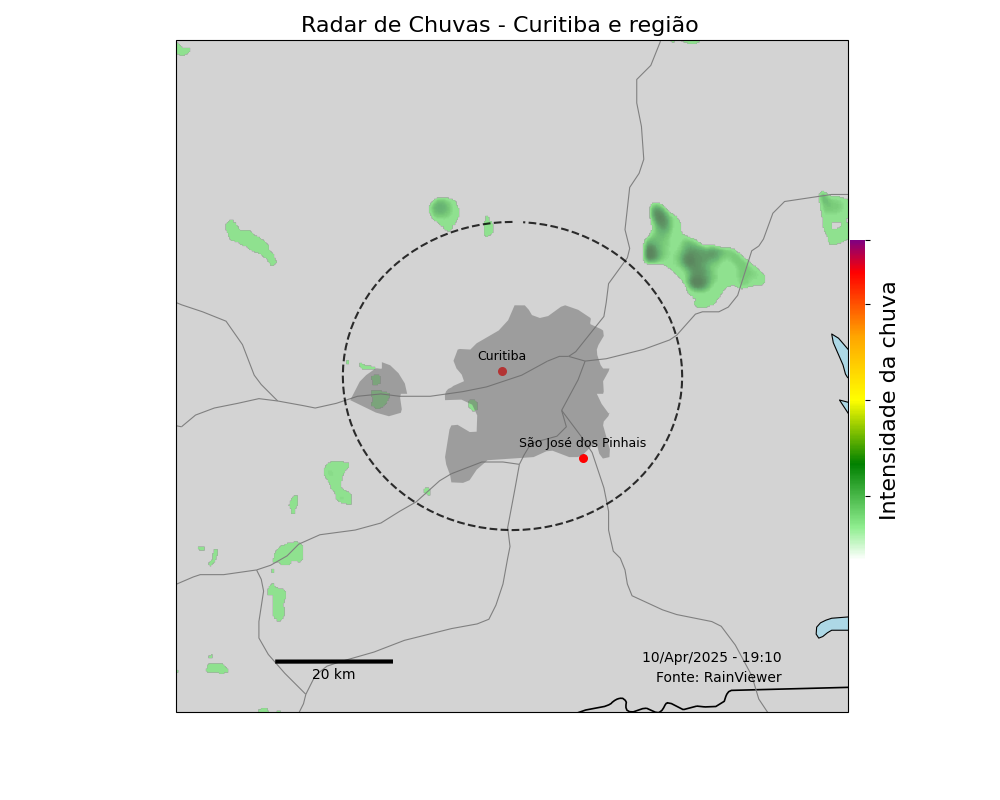 Radar de Chuvas - Curitiba e região
Curitiba
São José dos Pinhais
Intensidade da chuva
10/Apr/2025 - 19:10
20 km
Fonte: RainViewer